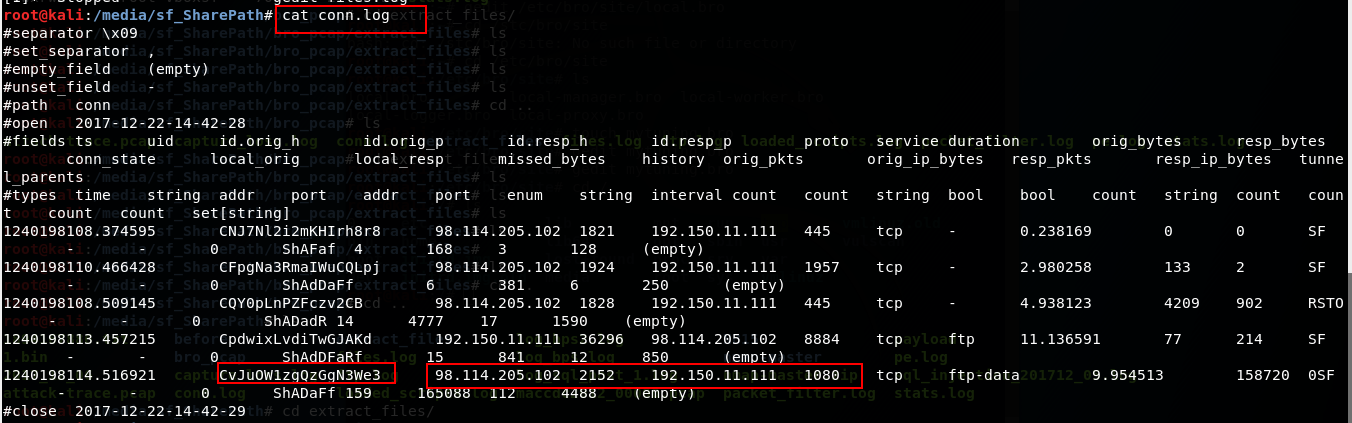 root@kali:/media/sf_SharePath# cat conn.log
#separator \x09
#set_separator  ,
#empty_field    (empty)
#unset_field    -
#path   conn
#open   2017-12-22-14-42-28
#fields uid id.orig_h id.orig_p id.resp_h id.resp_p proto service duration orig_bytes resp_bytes
conn_state local_orig local_resp missed_bytes history orig_pkts orig_ip_bytes resp_pkts resp_ip_bytes tunne
l_parents
#types time string addr port addr port enum string interval count count string bool bool count string count coun
t count count set[string]
1240198108.374595 CNJ7Nl2i2mKHIrh8r8 98.114.205.102 1821 192.150.11.111 445 tcp - 0.238169 0 0 SF
- - 0 ShAFaf 4 168 3 128 (empty)
1240198110.466428 CFpgNa3RmaIWuCQLpj 98.114.205.102 1924 192.150.11.111 1957 tcp - 2.980258 133 2 SF
- - 0 ShAdDaFf 6 381 6 250 (empty)
1240198108.509145 CQY0pLnPZFczv2CB 98.114.205.102 1828 192.150.11.111 445 tcp - 4.938123 4209 902 RSTO
- - 0 ShADadR 14 4777 17 1590 (empty)
1240198113.457215 CpdwixLvdiTwGJAKd 192.150.11.111 36296 98.114.205.102 8884 tcp ftp 11.136591 77 214 SF
- - 0 ShAdDFaRf 15 841 12 850 (empty)
1240198114.516921 CvJuOW1zgQzGgN3We3 98.114.205.102 2152 192.150.11.111 1080 tcp ftp-data 9.954513 158720 0SF
- - 0 ShADaFf 159 165088 112 4488 (empty)
#close  2017-12-22-14-42-29